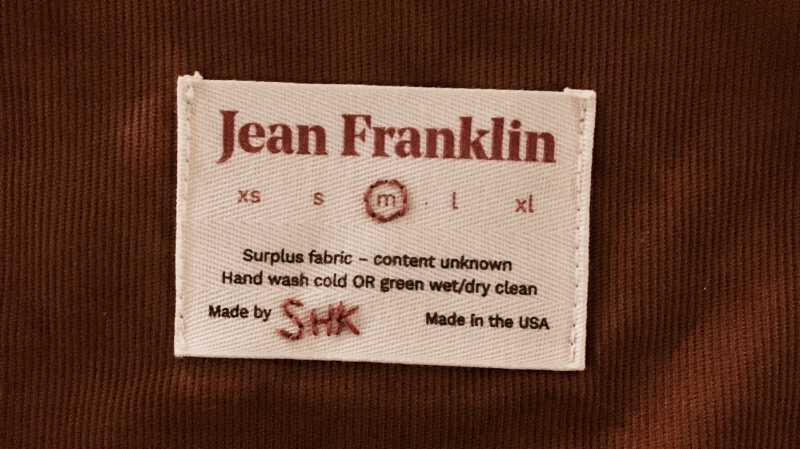 Jean Franklin
xs s m l xl
Surplus fabric – content unknown
Hand wash cold OR green wet/dry clean
Made by SHK Made in the USA